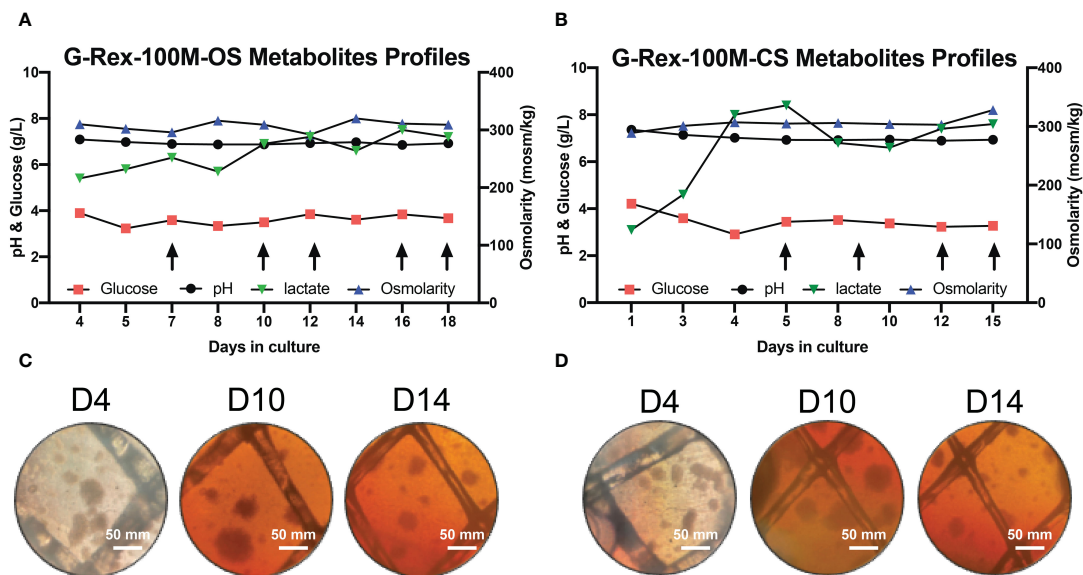 A
G-Rex-100M-OS Metabolites Profiles
10
8
6
4
2
0
pH & Glucose (g/L)
400
300
200
100
0
Osmolarity (mosm/kg)
Glucose pH lactate Osmolarity
4 5 7 8 10 12 14 16 18
Days in culture
B
G-Rex-100M-CS Metabolites Profiles
10
8
6
4
2
0
pH & Glucose (g/L)
400
300
200
100
0
Osmolarity (mosm/kg)
Glucose pH lactate Osmolarity
1 3 4 5 8 10 12 15
Days in culture
C
D4 D10 D14
50 mm 50 mm 50 mm
D
D4 D10 D14
50 mm 50 mm 50 mm